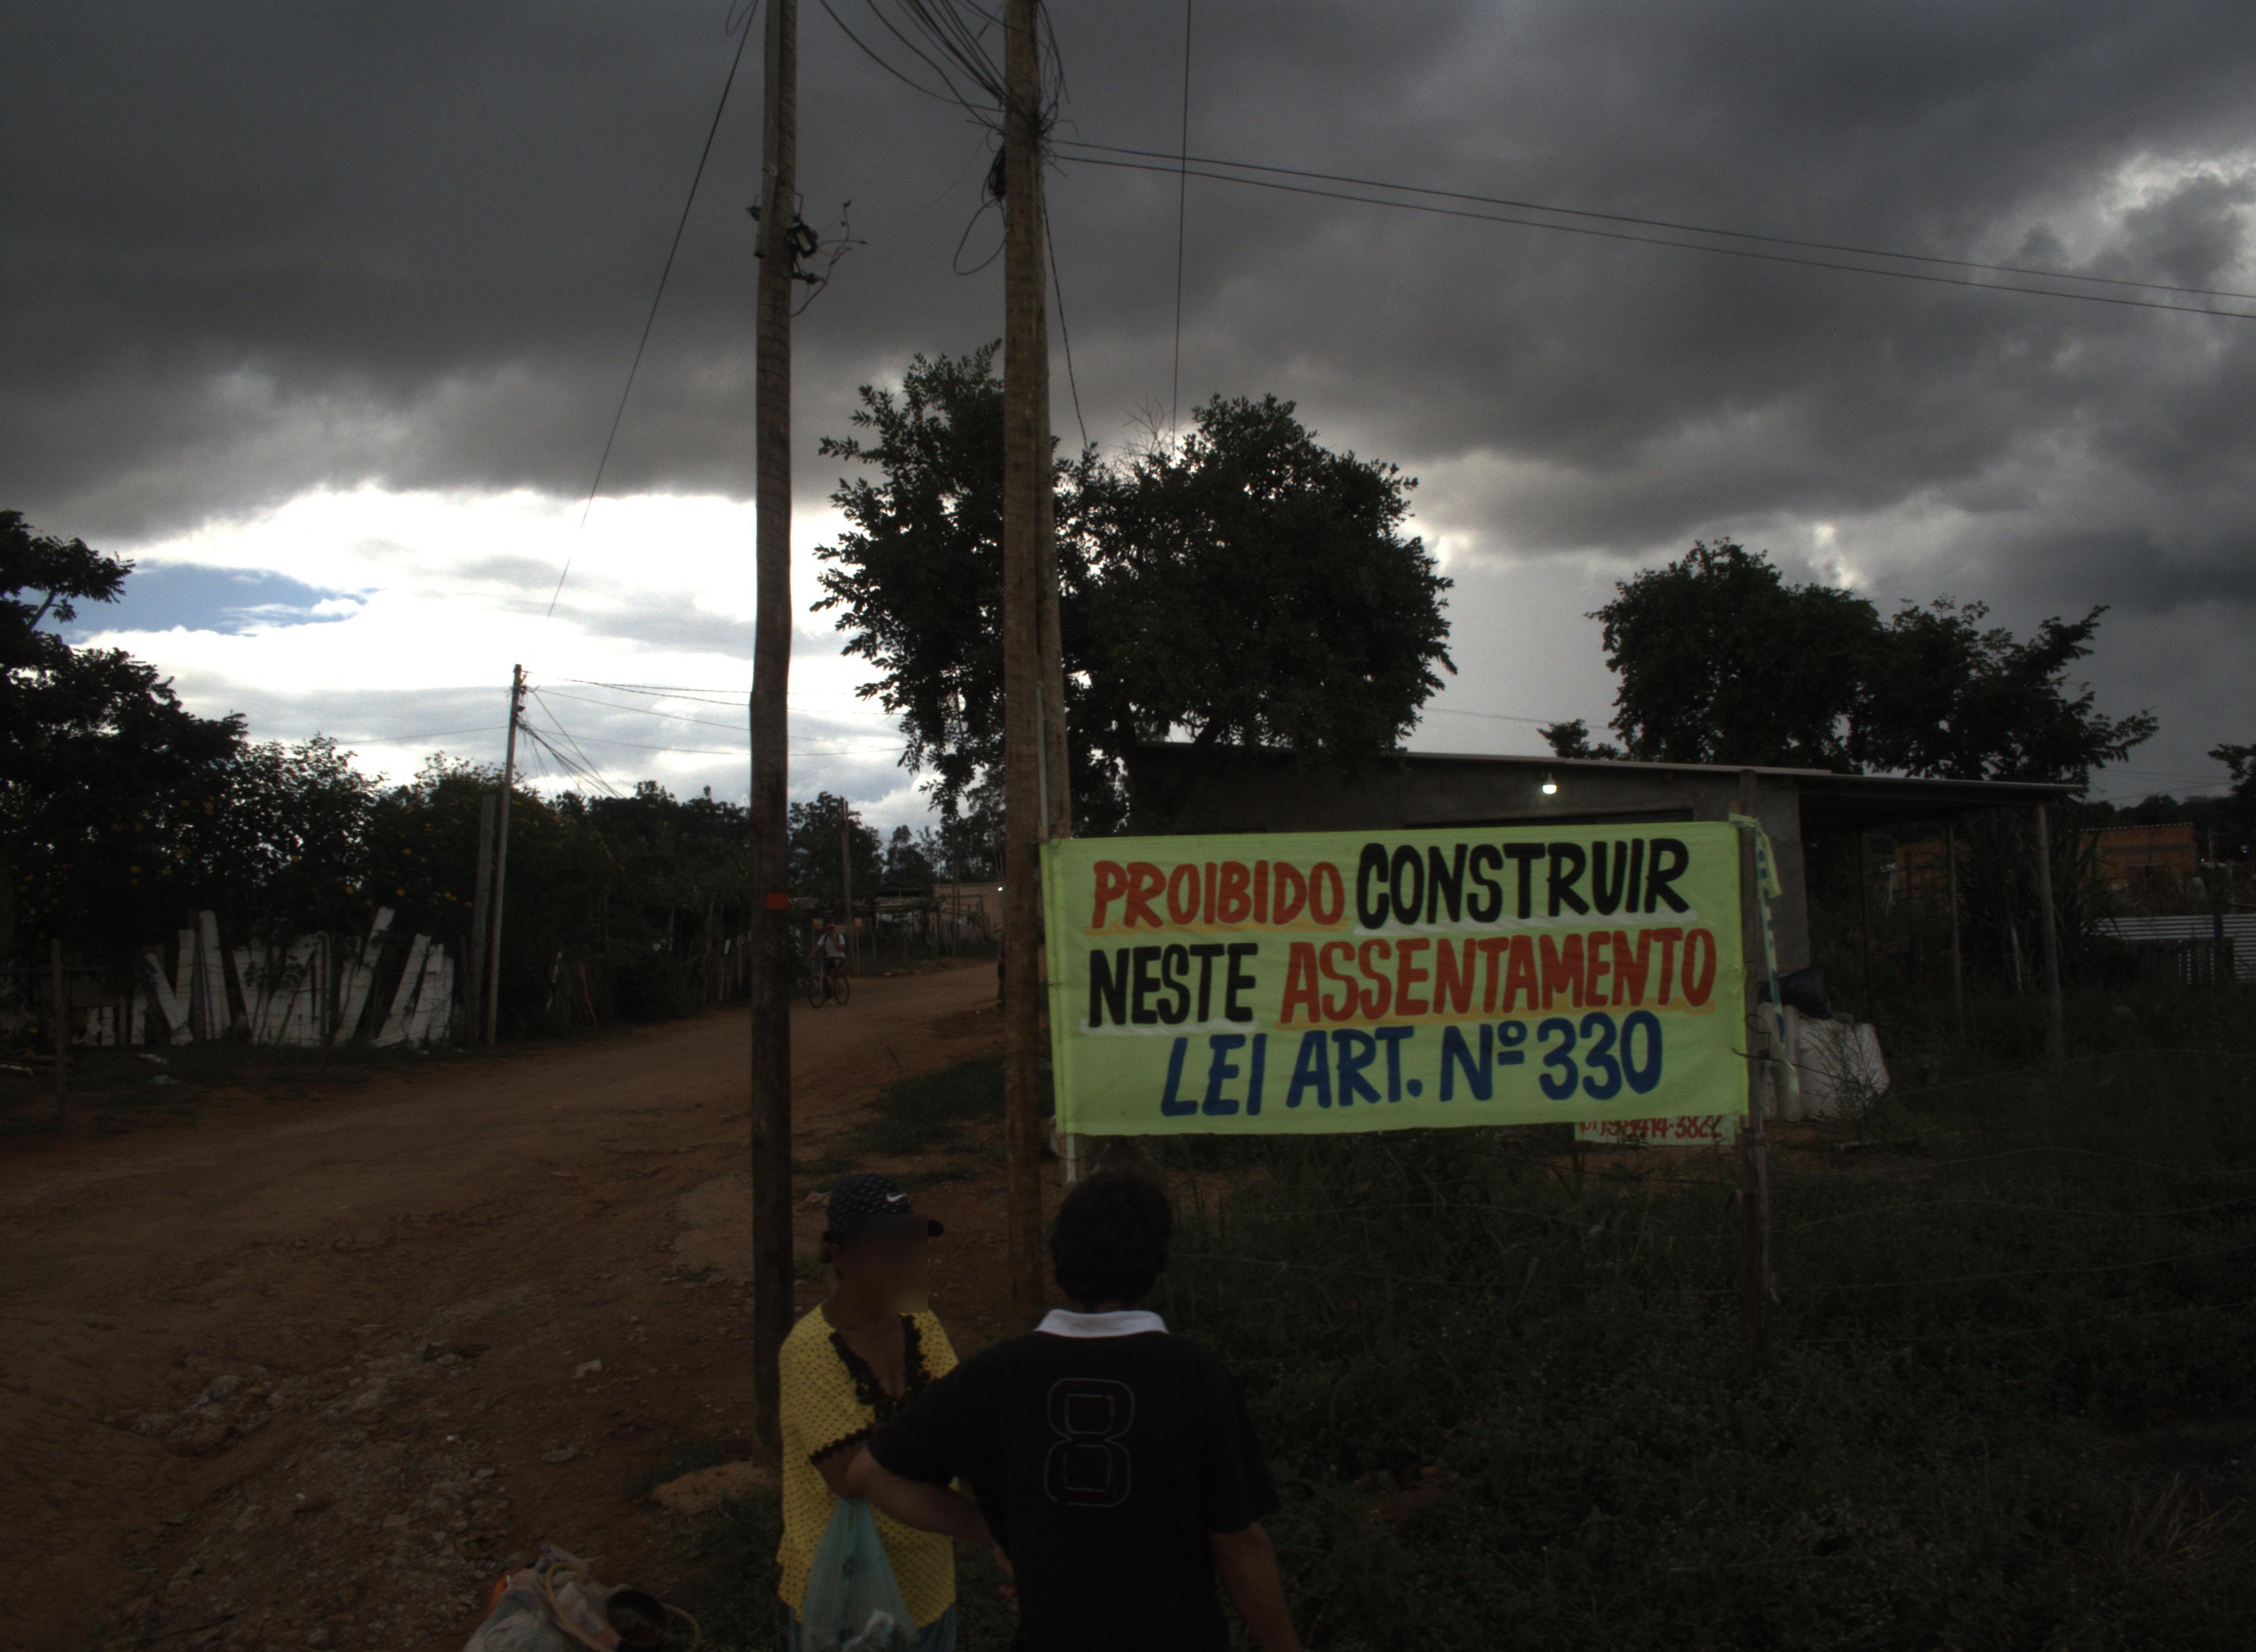 PROIBIDO CONSTRUIR
NESTE ASSENTAMENTO
LEI ART. Nº 330
8